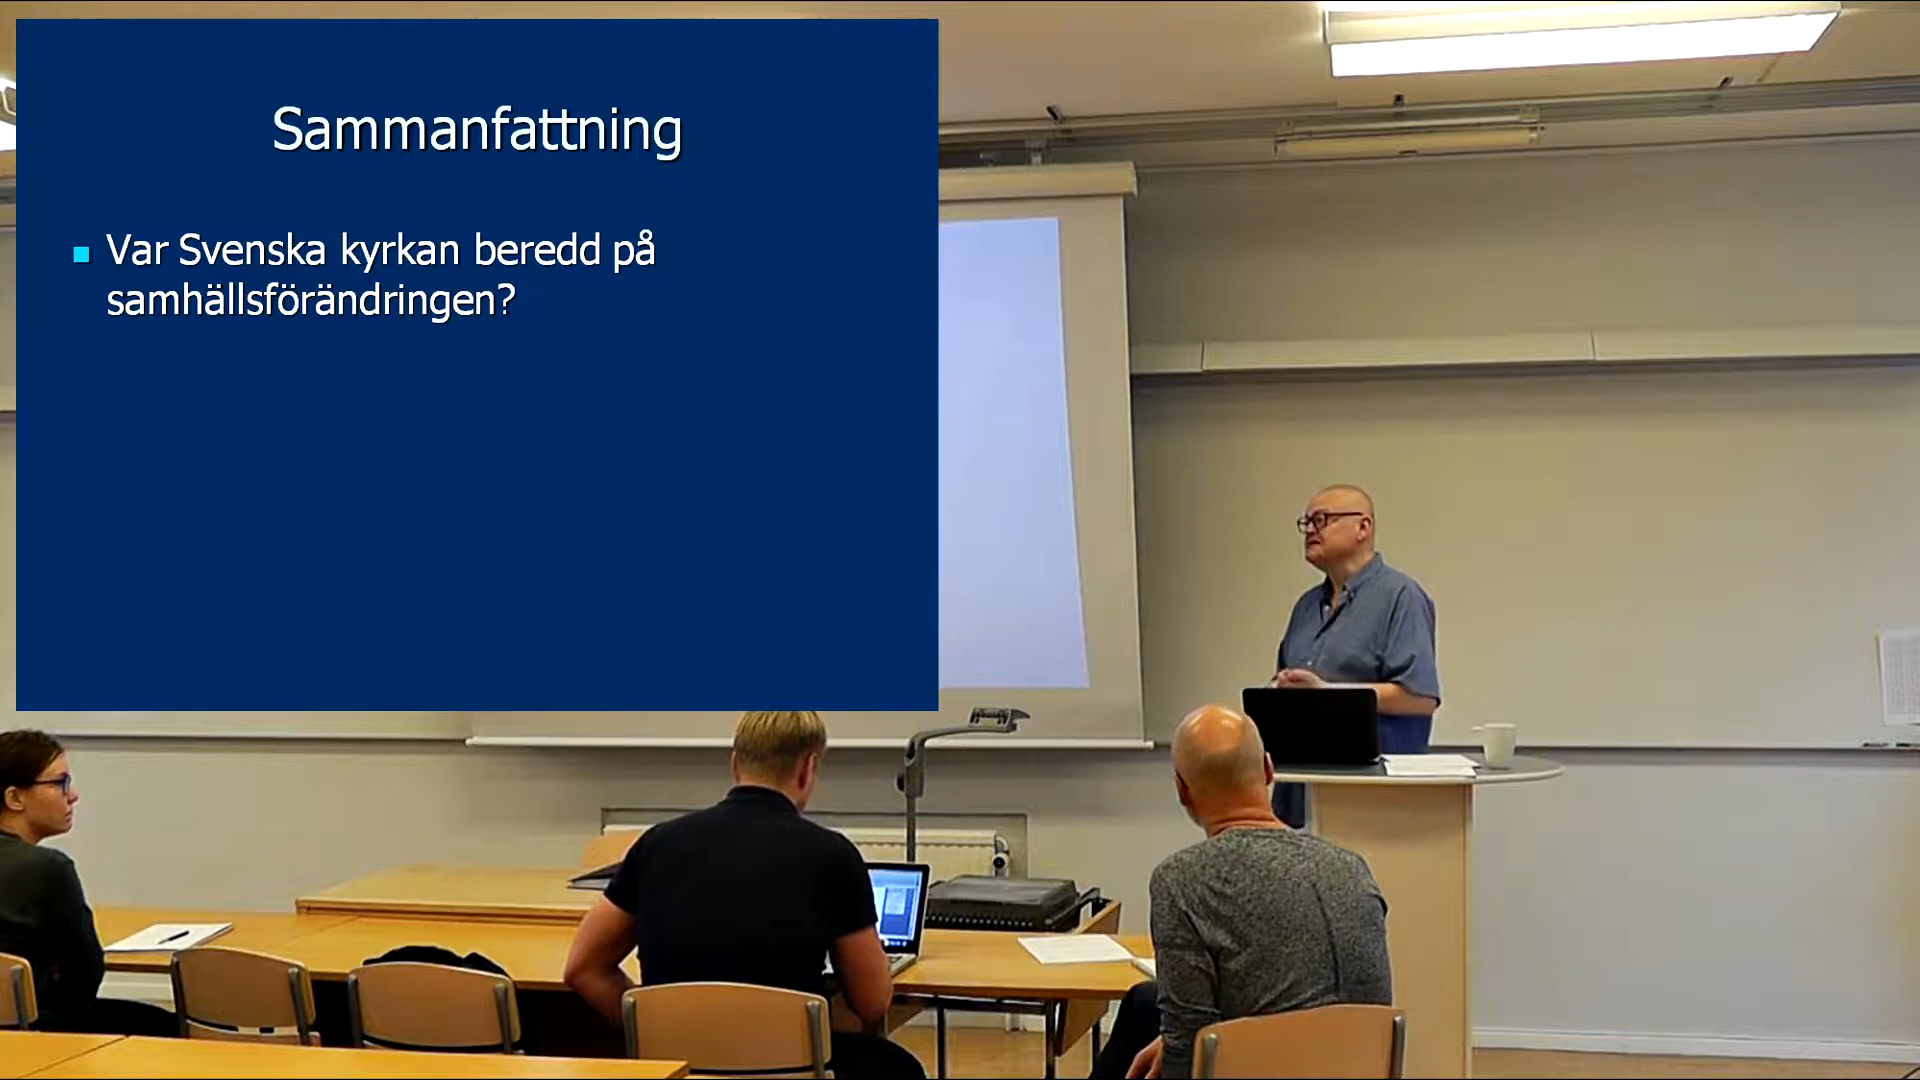 Sammanfattning
Var Svenska kyrkan beredd på
samhällsförändringen?